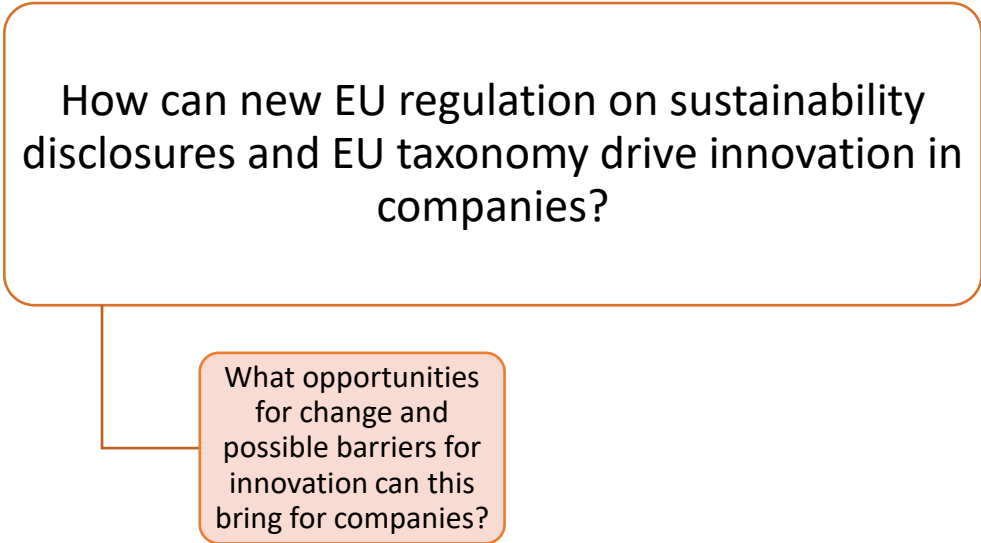 How can new EU regulation on sustainability
disclosures and EU taxonomy drive innovation in
companies?
What opportunities
for change and
possible barriers for
innovation can this
bring for companies?